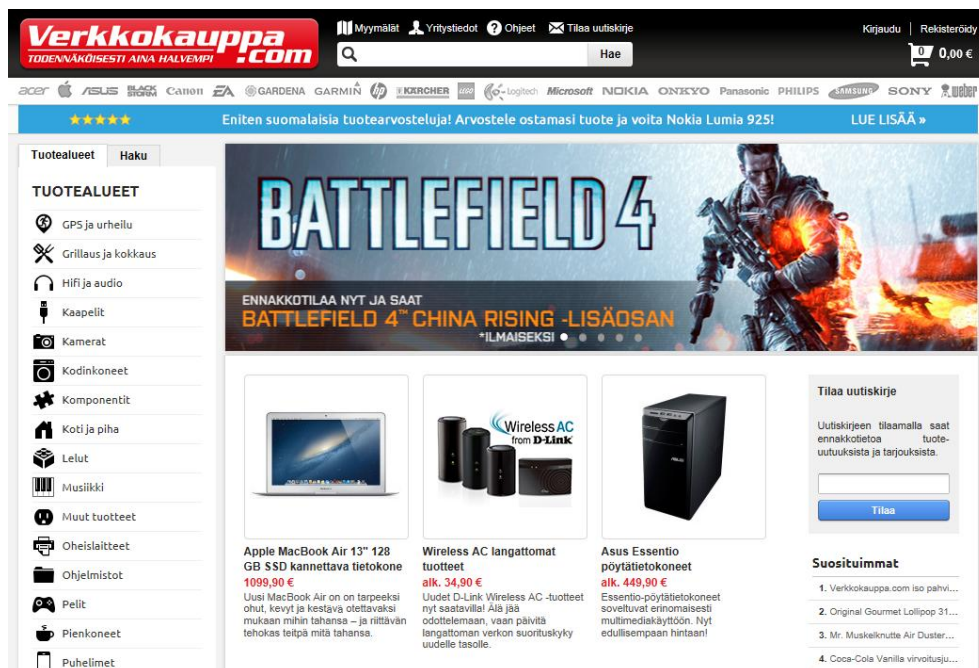 Verkkokauppa
.com
TODENNÄKÖISESTI AINA HALVEMPI
Myymälät Yritystiedot Ohjeet Tilaa uutiskirje
Kirjaudu | Rekisteröidy
Hae
0 0,00 €
acer ASUS BLACK STORM Canon EA GARDENA GARMIN hp KÄRCHER LEGO Logitech Microsoft NOKIA ONKYO Panasonic PHILIPS SAMSUNG SONY weber
Eniten suomalaisia tuotearvosteluja! Arvostele ostamasi tuote ja voita Nokia Lumia 925! LUE LISÄÄ »
Tuotealueet Haku
TUOTEALUEET
GPS ja urheilu
Grillaus ja kokkaus
Hifi ja audio
Kaapelit
Kamerat
Kodinkoneet
Komponentit
Koti ja piha
Lelut
Musiikki
Muut tuotteet
Oheislaitteet
Ohjelmistot
Pelit
Pienkoneet
Puhelimet
BATTLEFIELD 4
ENNAKKOTILAA NYT JA SAAT
BATTLEFIELD 4™ CHINA RISING -LISÄOSAN
*ILMAISEKSI
Apple MacBook Air 13" 128
GB SSD kannettava tietokone
1099,90 €
Uusi MacBook Air on on tarpeeksi
ohut, kevyt ja kestävä otettavaksi
mukaan mihin tahansa – ja riittävän
tehokas teitpä mitä tahansa.
Wireless AC
from D-Link
Wireless AC langattomat
tuotteet
alk. 34,90 €
Uudet D-Link Wireless AC -tuotteet
nyt saatavilla! Älä jää
odottelemaan, vaan päivitä
langattoman verkon suorituskyky
uudelle tasolle.
ASUS
Asus Essentio
pöytätietokoneet
alk. 449,90 €
Essentio-pöytätietokoneet
soveltuvat erinomaisesti
multimediakäyttöön. Nyt
edullisempaan hintaan!
Tilaa uutiskirje
Uutiskirjeen tilaamalla saat
ennakkotietoa tuote-
uutuuksista ja tarjouksista.
Tilaa
Suosituimmat
1. Verkkokauppa.com iso pahvi...
2. Original Gourmet Lollipop 31...
3. Mr. Muskelknutte Air Duster...
4. Coca-Cola Vanilla virvoitusju...